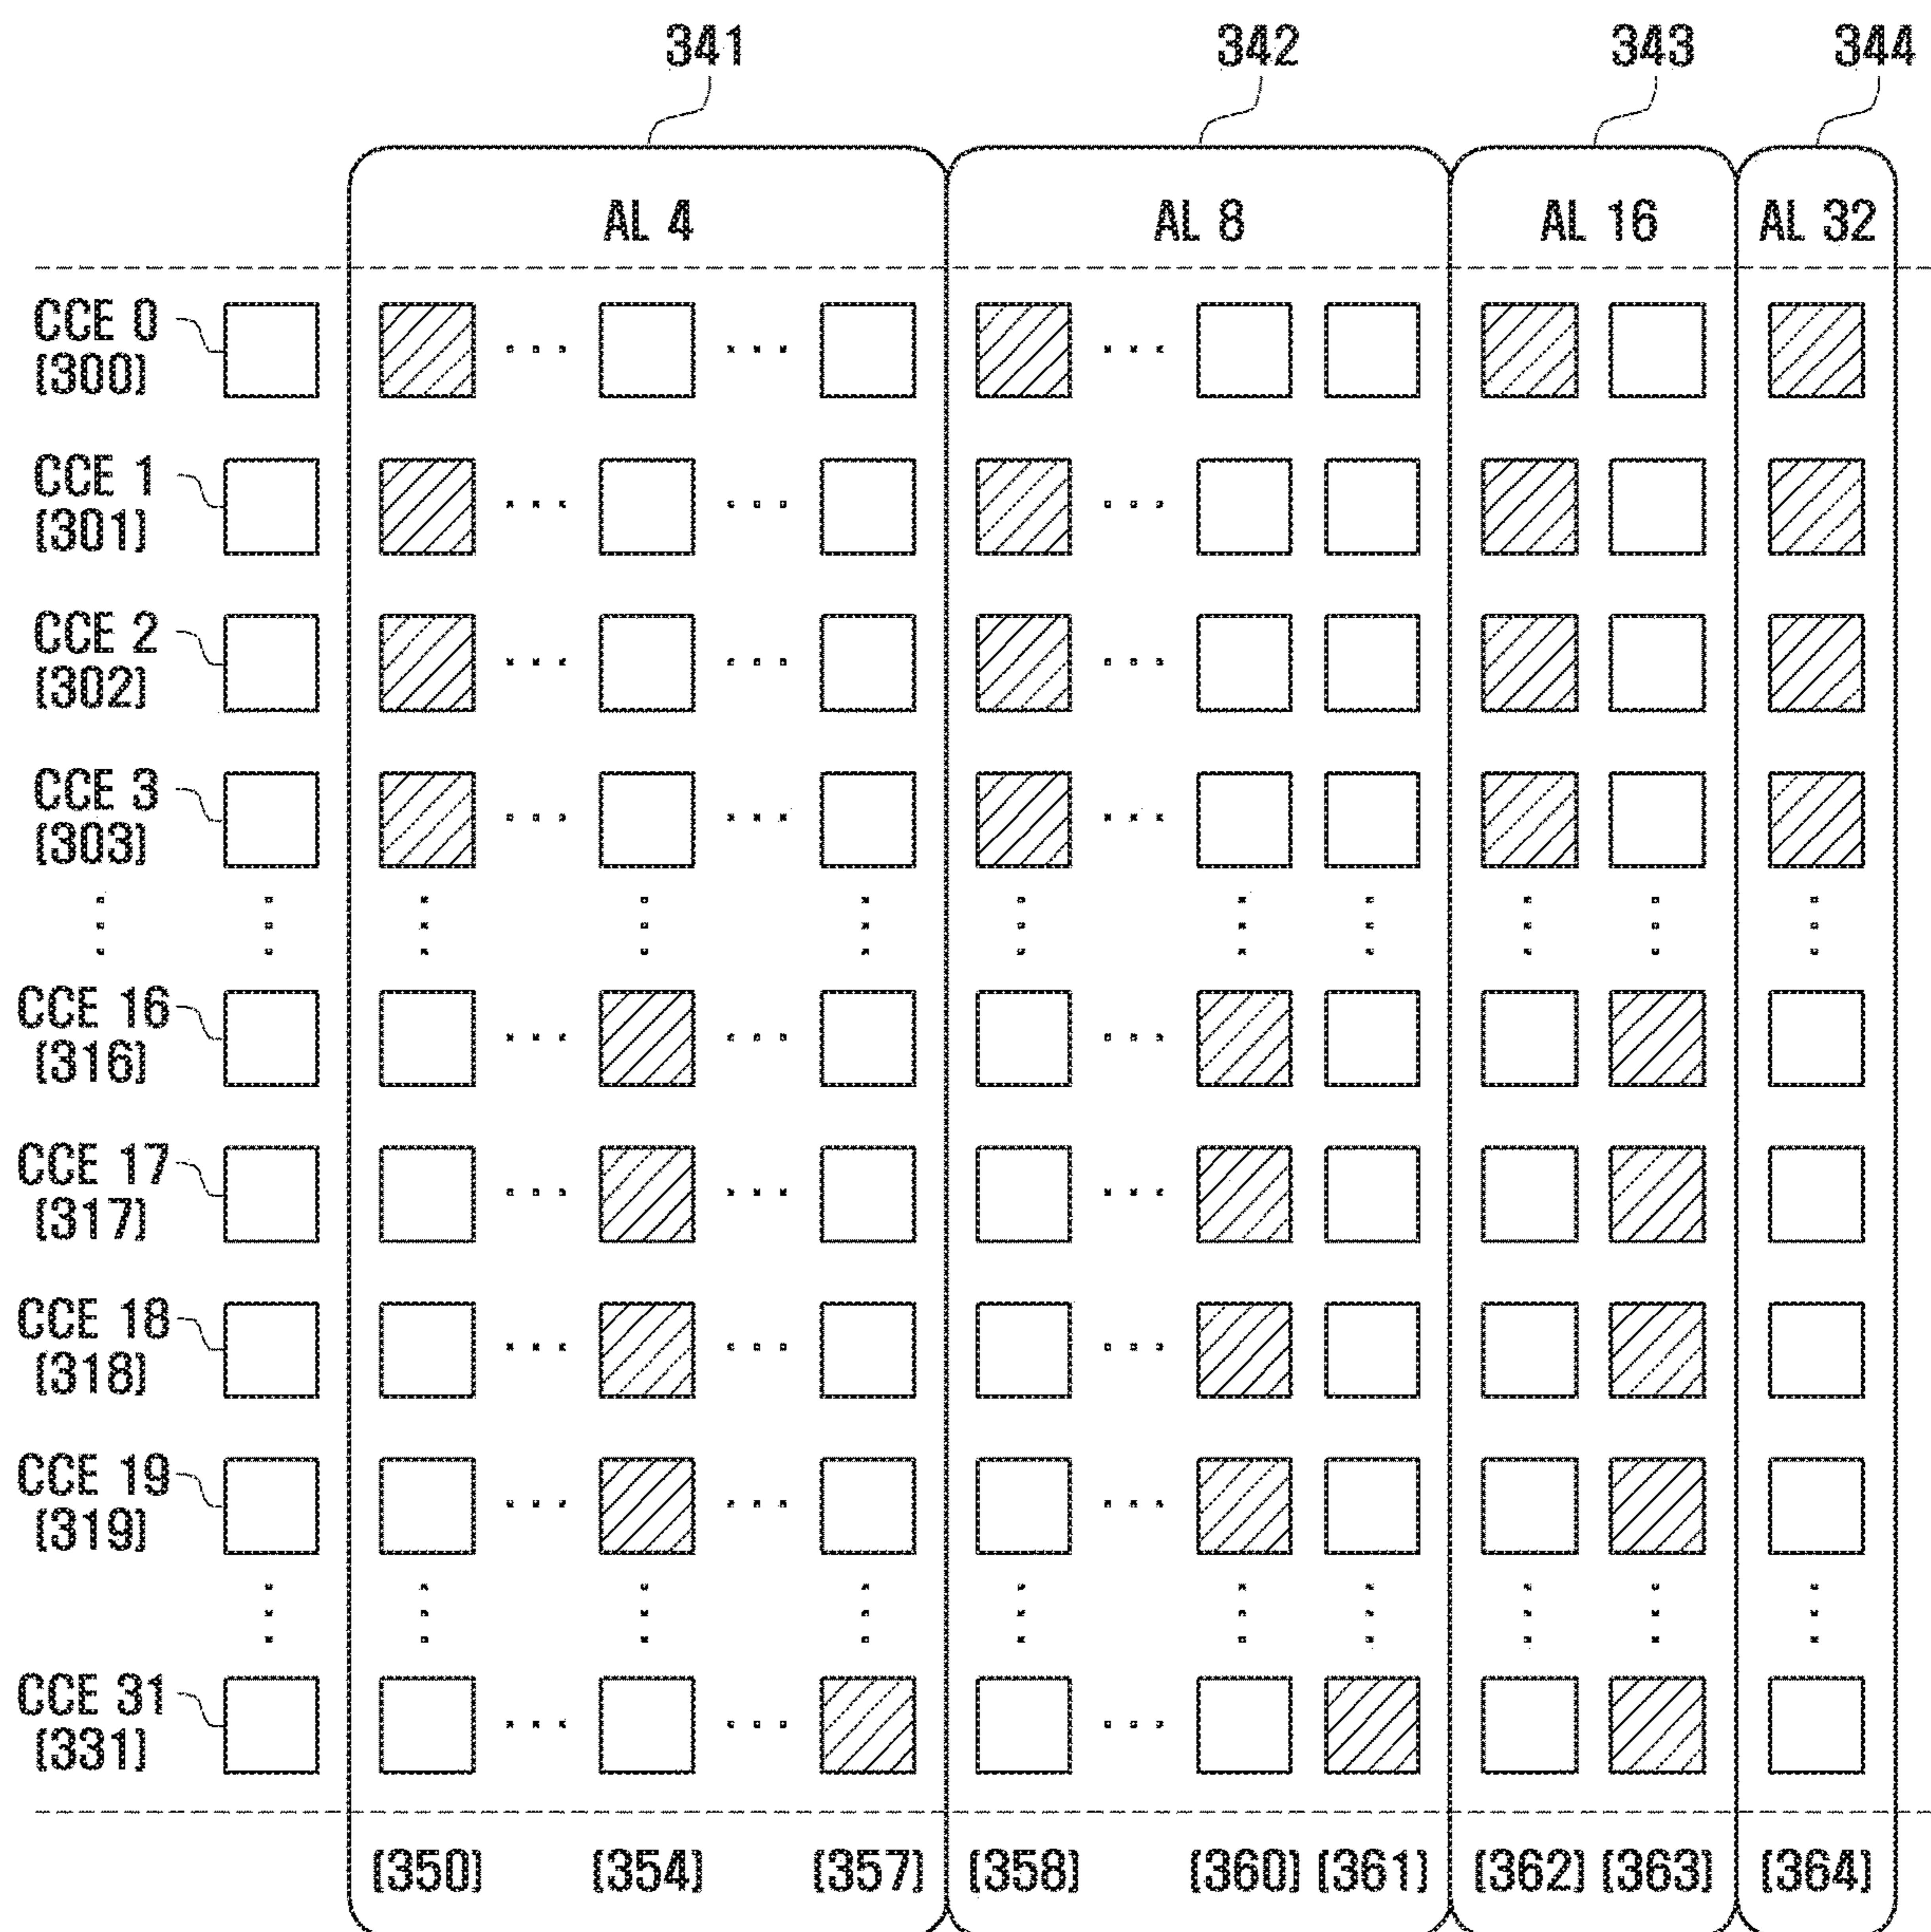 341 342 343 344
AL 4 AL 8 AL 16 AL 32
CCE 0
(300)
CCE 1
(301)
CCE 2
(302)
CCE 3
(303)
CCE 16
(316)
CCE 17
(317)
CCE 18
(318)
CCE 19
(319)
CCE 31
(331)
(350) (354) (357) (358) (360) (361) (362) (363) (364)